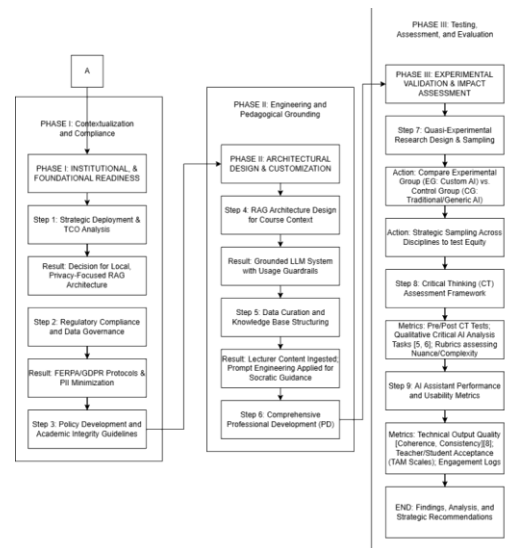 A
PHASE I: Contextualization
and Compliance
PHASE I: INSTITUTIONAL, &
FOUNDATIONAL READINESS
Step 1: Strategic Deployment &
TCO Analysis
Result: Decision for Local,
Privacy-Focused RAG
Architecture
Step 2: Regulatory Compliance
and Data Governance
Result: FERPA/GDPR Protocols &
PII Minimization
Step 3: Policy Development and
Academic Integrity Guidelines
PHASE II: Engineering and
Pedagogical Grounding
PHASE II: ARCHITECTURAL
DESIGN & CUSTOMIZATION
Step 4: RAG Architecture Design
for Course Context
Result: Grounded LLM System
with Usage Guardrails
Step 5: Data Curation and
Knowledge Base Structuring
Result: Lecturer Content Ingested;
Prompt Engineering Applied for
Socratic Guidance
Step 6: Comprehensive
Professional Development (PD)
PHASE III: Testing,
Assessment, and Evaluation
PHASE III: EXPERIMENTAL
VALIDATION & IMPACT
ASSESSMENT
Step 7: Quasi-Experimental
Research Design & Sampling
Action: Compare Experimental
Group (EG: Custom AI) vs.
Control Group (CG:
Traditional/Generic AI)
Action: Strategic Sampling Across
Disciplines to test Equity
Step 8: Critical Thinking (CT)
Assessment Framework
Metrics: Pre/Post CT Tests;
Qualitative Critical AI Analysis
Tasks [5, 6]; Rubrics assessing
Nuance/Complexity
Step 9: AI Assistant Performance
and Usability Metrics
Metrics: Technical Output Quality
[Coherence, Consistency][8];
Teacher/Student Acceptance
(TAM Scales); Engagement Logs
END: Findings, Analysis, and
Strategic Recommendations